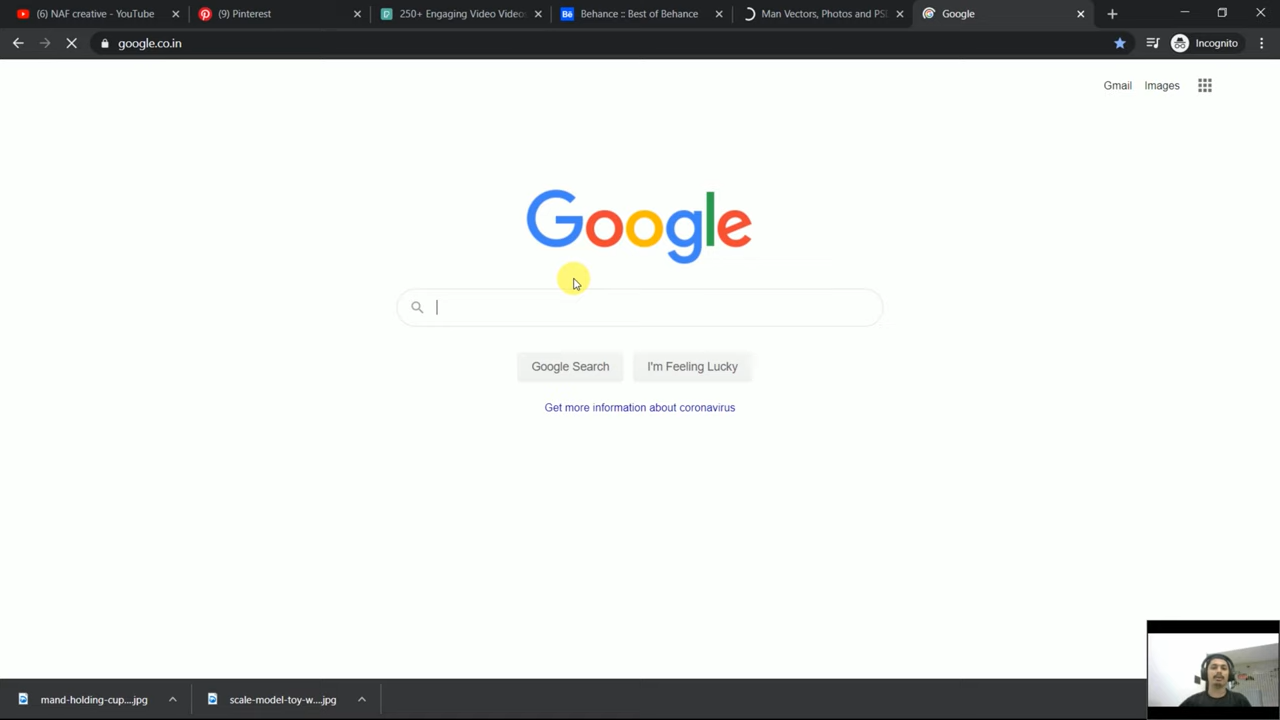 (6) NAF creative - YouTube
(9) Pinterest
250+ Engaging Video Video
Bē
Behance :: Best of Behance
Man Vectors, Photos and PS
Google
google.co.in
Incognito
Gmail
Images
Google
Google Search
I'm Feeling Lucky
Get more information about coronavirus
mand-holding-cup....jpg
scale-model-toy-w....jpg